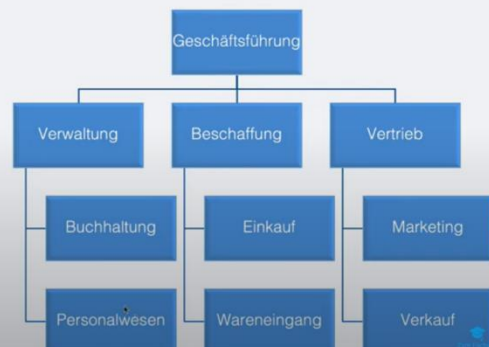 Geschäftsführung
Verwaltung
Beschaffung
Vertrieb
Buchhaltung
Einkauf
Marketing
Personalwesen
Wareneingang
Verkauf